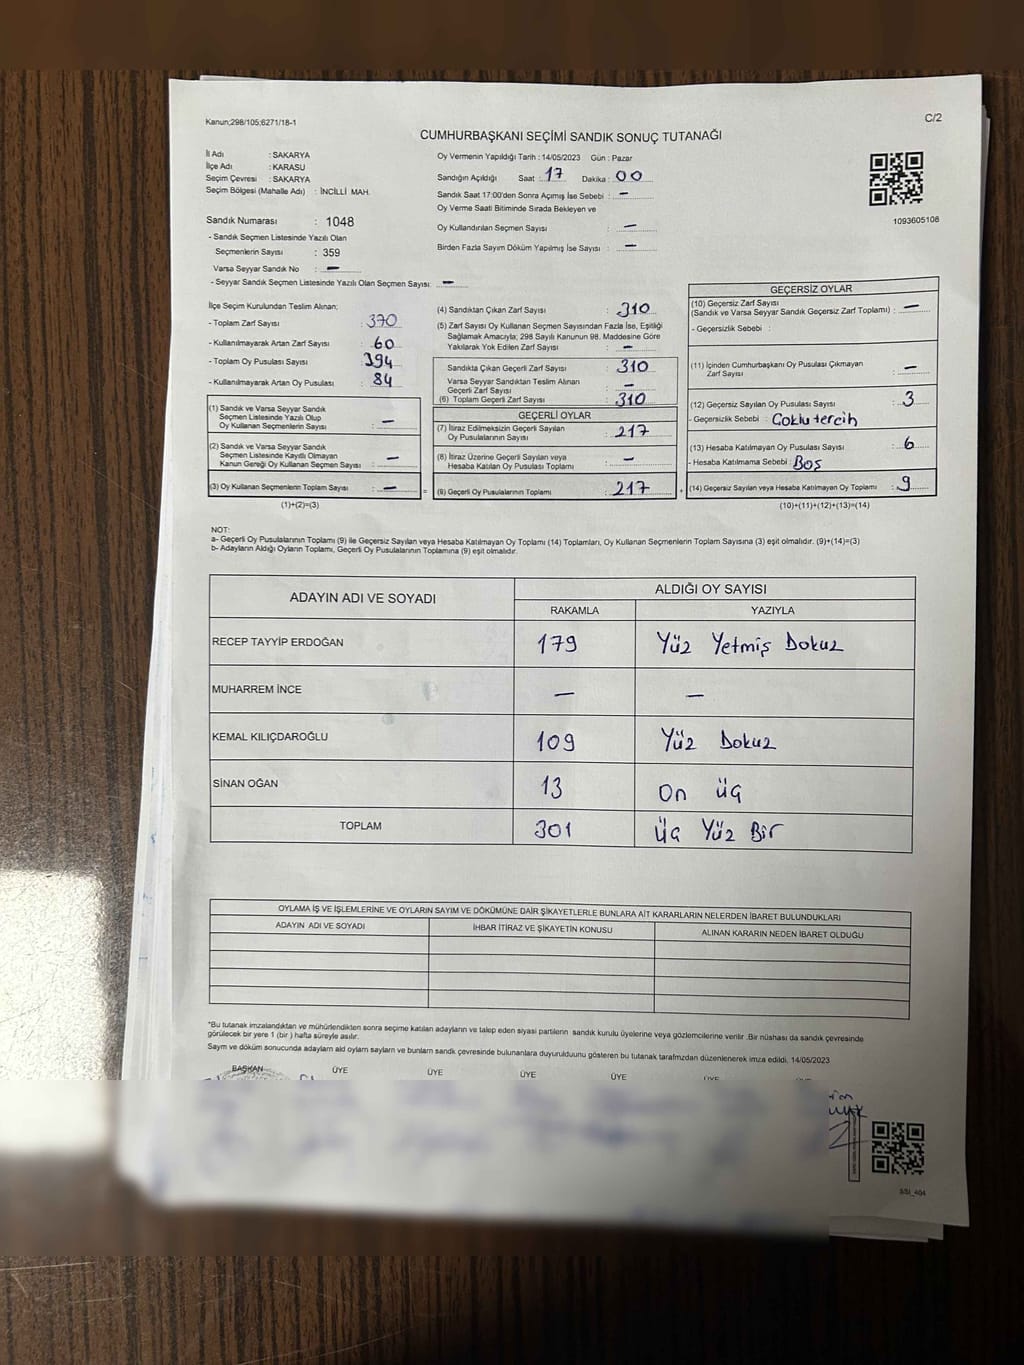 Kanun;298/105;6271/18-1
C/2
CUMHURBAŞKANI SEÇİMİ SANDIK SONUÇ TUTANAĞI
İl Adı : SAKARYA
İlçe Adı : KARASU
Seçim Çevresi : SAKARYA
Seçim Bölgesi (Mahalle Adı) : İNCİLLİ MAH.
Sandık Numarası : 1048
- Sandık Seçmen Listesinde Yazılı Olan
Seçmenlerin Sayısı : 359
Varsa Seyyar Sandık No : —
- Seyyar Sandık Seçmen Listesinde Yazılı Olan Seçmen Sayısı: —
Oy Vermenin Yapıldığı Tarih : 14/05/2023 Gün : Pazar
Sandığın Açıldığı Saat : 17 Dakika : 00
Sandık Saat 17:00'den Sonra Açımış İse Sebebi : —
Oy Verme Saati Bitiminde Sırada Bekleyen ve
Oy Kullandırılan Seçmen Sayısı : —
Birden Fazla Sayım Döküm Yapılmış İse Sayısı : —
1093605108
İlçe Seçim Kurulundan Teslim Alınan;
- Toplam Zarf Sayısı : 370
- Kullanılmayarak Artan Zarf Sayısı : 60
- Toplam Oy Pusulası Sayısı : 394
- Kullanılmayarak Artan Oy Pusulası : 84
(1) Sandık ve Varsa Seyyar Sandık
Seçmen Listesinde Yazılı Olup
Oy Kullanan Seçmenlerin Sayısı : —
(2) Sandık ve Varsa Seyyar Sandık
Seçmen Listesinde Kayıtlı Olmayan
Kanun Gereği Oy Kullanan Seçmen Sayısı : —
(3) Oy Kullanan Seçmenlerin Toplam Sayısı : — =
(1)+(2)=(3)
(4) Sandıktan Çıkan Zarf Sayısı : 310
(5) Zarf Sayısı Oy Kullanan Seçmen Sayısından Fazla İse, Eşitliği
Sağlamak Amacıyla; 298 Sayılı Kanunun 98. Maddesine Göre
Yakılarak Yok Edilen Zarf Sayısı : —
Sandıkta Çıkan Geçerli Oy Pusulası Sayısı : 310
Varsa Seyyar Sandıktan Teslim Alınan
Geçerli Zarf Sayısı : —
(6) Toplam Geçerli Zarf Sayısı : 310
GEÇERLİ OYLAR
(7) İtiraz Edilmeksizin Geçerli Sayılan
Oy Pusulalarının Sayısı : 217
(8) İtiraz Üzerine Geçerli Sayılan veya
Hesaba Katılan Oy Pusulası Toplamı : —
(9) Geçerli Oy Pusulalarının Toplamı : 217 +
GEÇERSİZ OYLAR
(10) Geçersiz Zarf Sayısı
(Sandık ve Varsa Seyyar Sandık Geçersiz Zarf Toplamı) : —
- Geçersizlik Sebebi :
(11) İçinden Cumhurbaşkanı Oy Pusulası Çıkmayan
Zarf Sayısı : —
(12) Geçersiz Sayılan Oy Pusulası Sayısı : 3
- Geçersizlik Sebebi : Çoklu tercih
(13) Hesaba Katılmayan Oy Pusulası Sayısı : 6
- Hesaba Katılmama Sebebi : Boş
(14) Geçersiz Sayılan veya Hesaba Katılmayan Oy Toplamı : 9
(10)+(11)+(12)+(13)=(14)
NOT:
a- Geçerli Oy Pusulalarının Toplamı (9) ile Geçersiz Sayılan veya Hesaba Katılmayan Oy Toplamı (14) Toplamları, Oy Kullanan Seçmenlerin Toplam Sayısına (3) eşit olmalıdır. (9)+(14)=(3)
b- Adayların Aldığı Oyların Toplamı, Geçerli Oy Pusulalarının Toplamına (9) eşit olmalıdır.
ADAYIN ADI VE SOYADI ALDIĞI OY SAYISI
RAKAMLA YAZIYLA
RECEP TAYYİP ERDOĞAN 179 Yüz Yetmiş Dokuz
MUHARREM İNCE — —
KEMAL KILIÇDAROĞLU 109 Yüz Dokuz
SİNAN OĞAN 13 On üç
TOPLAM 301 üç Yüz Bir
OYLAMA İŞ VE İŞLEMLERİNE VE OYLARIN SAYIM VE DÖKÜMÜNE DAİR ŞİKAYETLERLE BUNLARA AİT KARARLARIN NELERDEN İBARET BULUNDUKLARI
ADAYIN ADI VE SOYADI İHBAR İTİRAZ VE ŞİKAYETİN KONUSU ALINAN KARARIN NEDEN İBARET OLDUĞU
*Bu tutanak imzalandıktan ve mühürlendikten sonra seçime katılan adayların ve talep eden siyasi partilerin sandık kurulu üyelerine veya gözlemcilerine verilir .Bir nüshası da sandık çevresinde
görülecek bir yere 1 (bir ) hafta süreyle asılır.
Sayım ve döküm sonucunda adayların ald oyların sayların ve bunların sandk çevresinde bulunanlara duyurulduunu gösteren bu tutanak tarafmzdan düzenlenerek imza edildi. 14/05/2023
BAŞKAN ÜYE ÜYE ÜYE ÜYE